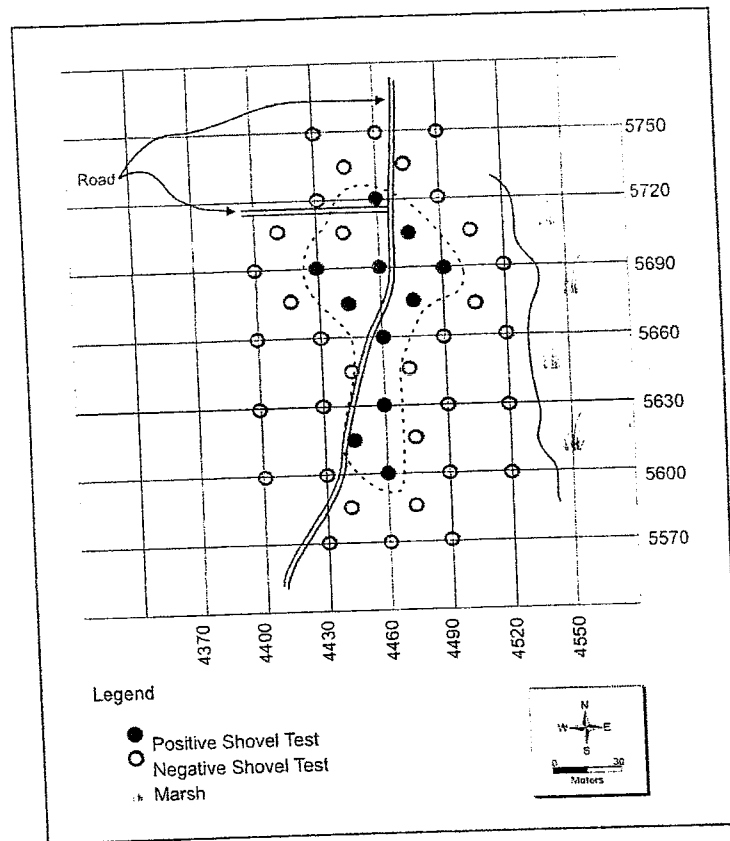 5750
Road
5720
5690
5660
5630
5600
5570
4370
4400
4430
4460
4490
4520
4550
Legend
Positive Shovel Test
Negative Shovel Test
Marsh
N
W E
S
0 30
Meters